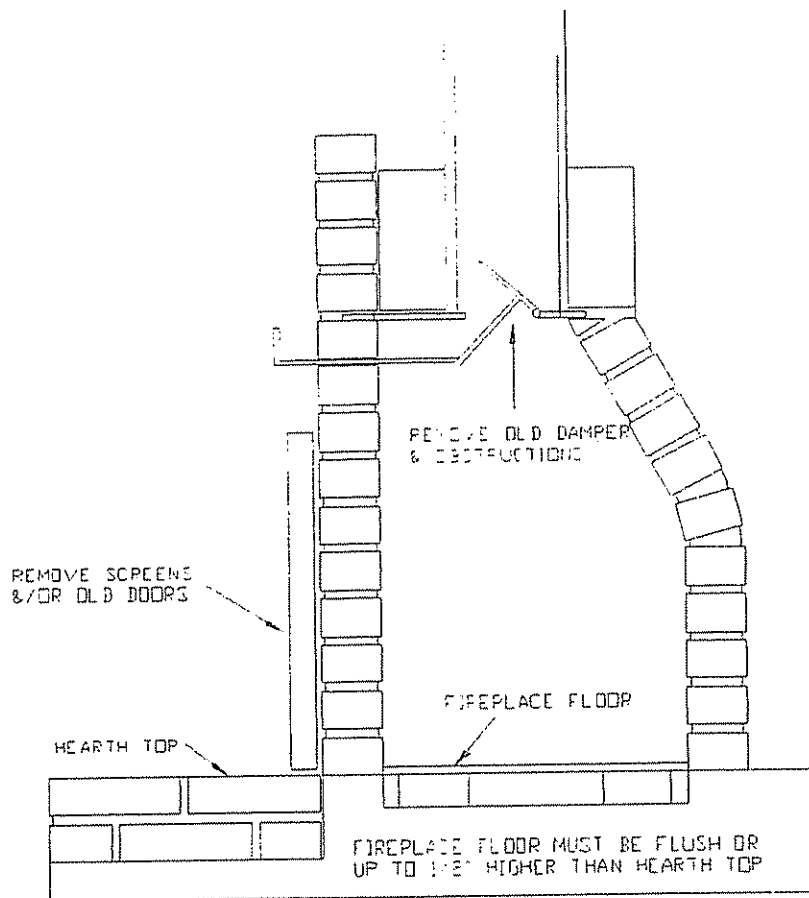 REMOVE OLD DAMPER
& OBSTRUCTIONS
REMOVE SCREENS
&/OR OLD DOORS
FIREPLACE FLOOR
HEARTH TOP
FIREPLACE FLOOR MUST BE FLUSH OR
UP TO 1/8" HIGHER THAN HEARTH TOP